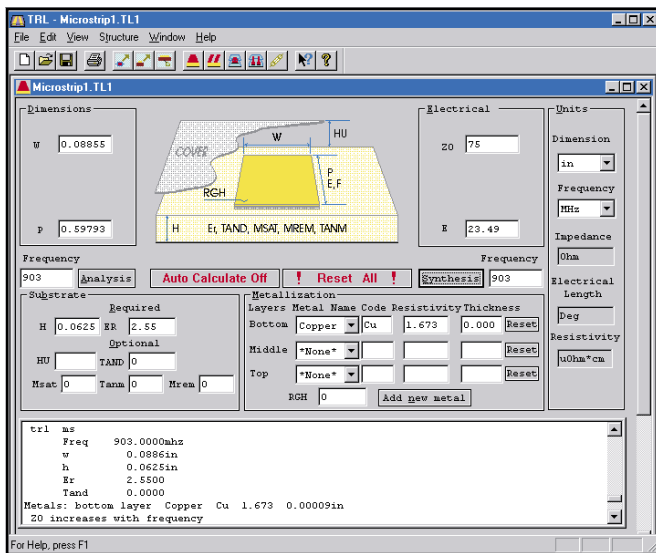 TRL - Microstrip1.TL1
File Edit View Structure Window Help
Microstrip1.TL1
Dimensions
W 0.08855
P 0.59793
COVER
W
HU
P
E,F
RGH
H Er, TAND, MSAT, MREM, TANM
Electrical
Z0 75
E 23.49
Units
Dimension
in
Frequency
MHz
Impedance
Ohm
Electrical
Length
Deg
Resistivity
uOhm*cm
Frequency
903 Analysis Auto Calculate Off ! Reset All ! Synthesis
Frequency
903
Substrate
Required
H 0.0625 ER 2.55
Optional
HU TAND 0
Msat 0 Tanm 0 Mrem 0
Metallization
Layers Metal Name Code Resistivity Thickness
Bottom Copper Cu 1.673 0.000 Reset
Middle *None* Reset
Top *None* Reset
RGH 0 Add new metal
trl ms
Freq 903.0000mhz
w 0.0886in
h 0.0625in
Er 2.5500
Tand 0.0000
Metals: bottom layer Copper Cu 1.673 0.00009in
Z0 increases with frequency
For Help, press F1